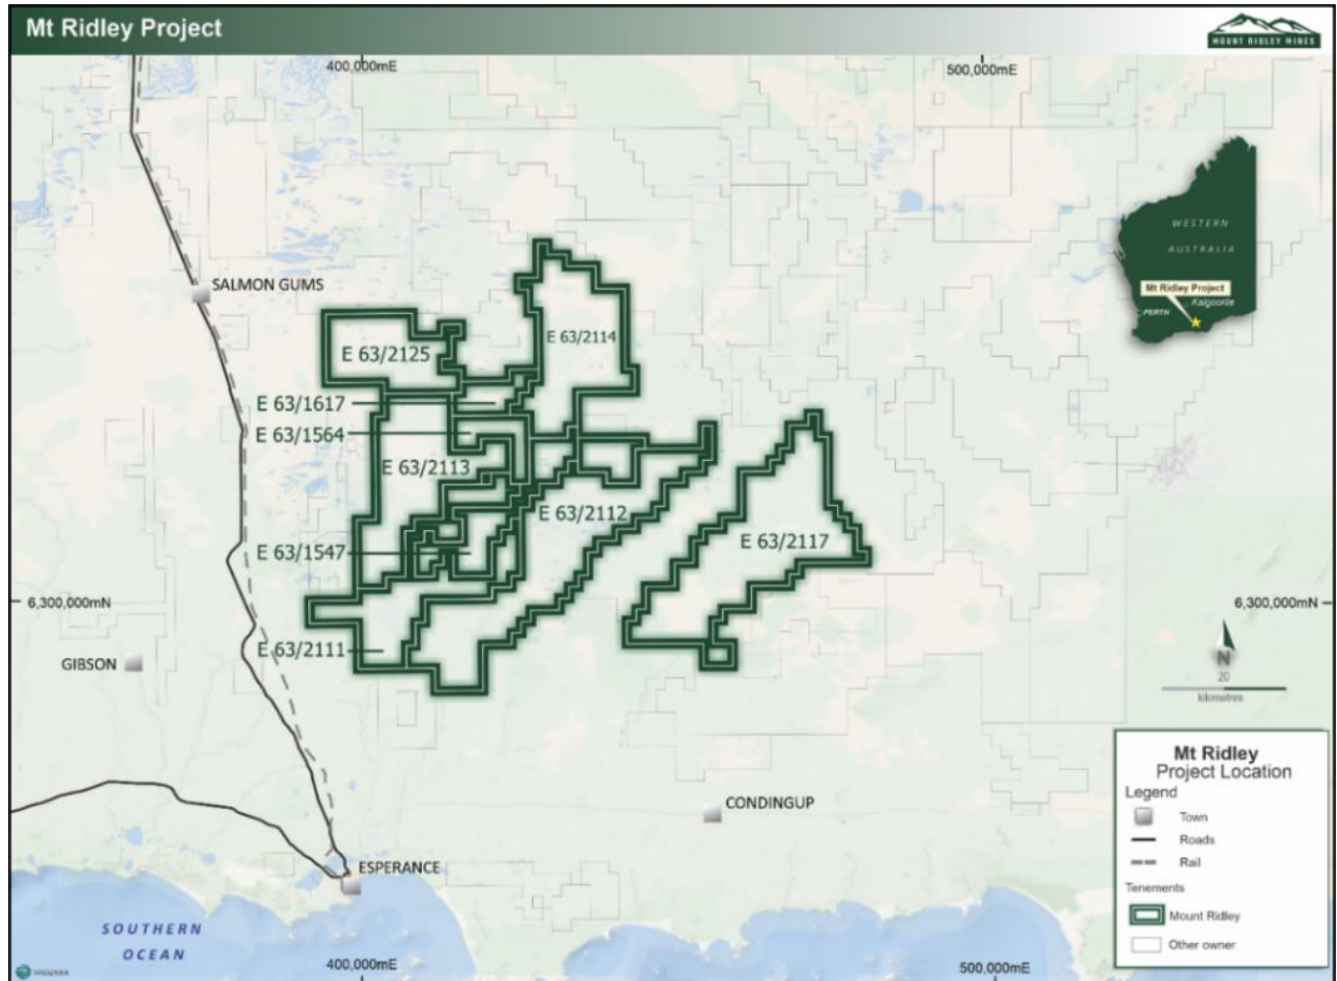 Mt Ridley Project
MOUNT RIDLEY MINES
400,000mE
500,000mE
WESTERN
AUSTRALIA
SALMON GUMS
Mt Ridley Project
Kalgoorlie
PERTH
E 63/2114
E 63/2125
E 63/1617
E 63/1564
E 63/2113
E 63/2112
E 63/2117
E 63/1547
6,300,000mN
6,300,000mN
E 63/2111
GIBSON
N
20
kilometres
Mt Ridley
Project Location
Legend
Town
Roads
Rail
Tenements
Mount Ridley
Other owner
CONDINGUP
ESPERANCE
SOUTHERN
OCEAN
400,000mE
500,000mE